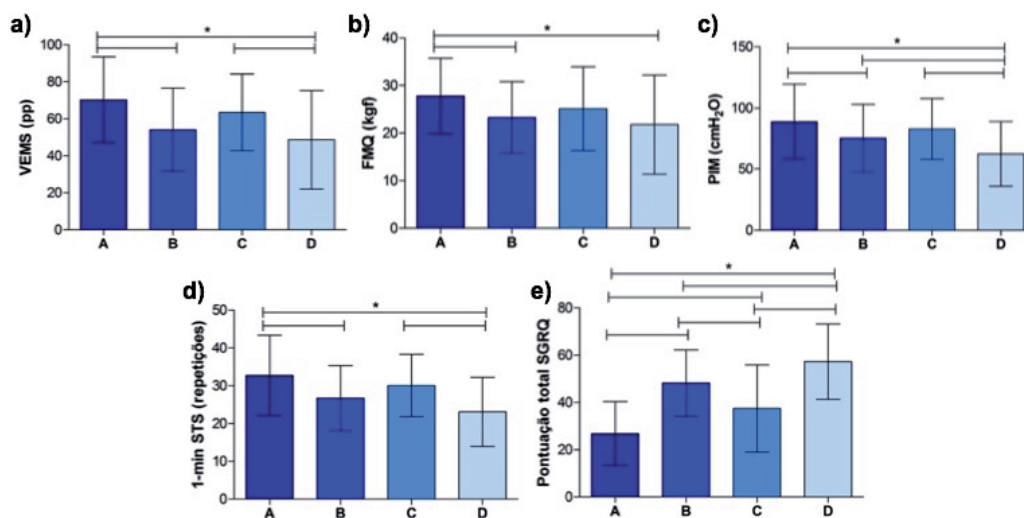 a)
*
VEMS (pp)
100
80
60
40
20
0
A B C D
b)
*
FMQ (kgf)
40
30
20
10
0
A B C D
c)
*
PIM (cmH₂O)
150
100
50
0
A B C D
d)
*
1-min STS (repetições)
50
40
30
20
10
0
A B C D
e)
*
Pontuação total SGRQ
80
60
40
20
0
A B C D